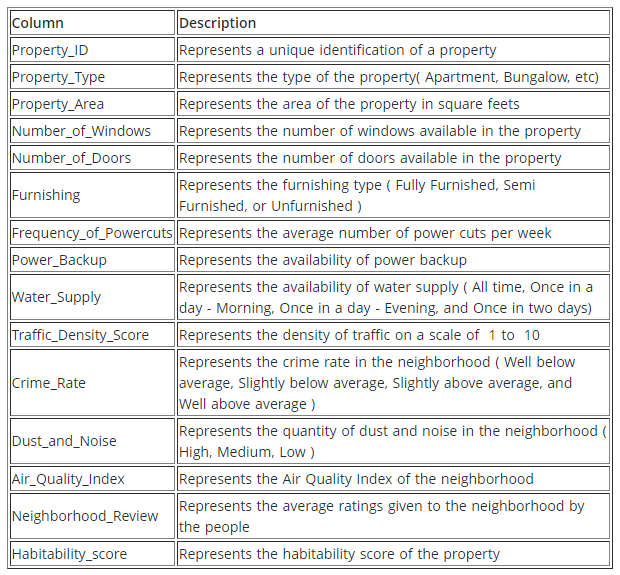 Column Description
Property_ID Represents a unique identification of a property
Property_Type Represents the type of the property( Apartment, Bungalow, etc)
Property_Area Represents the area of the property in square feets
Number_of_Windows Represents the number of windows available in the property
Number_of_Doors Represents the number of doors available in the property
Furnishing Represents the furnishing type ( Fully Furnished, Semi
Furnished, or Unfurnished )
Frequency_of_Powercuts Represents the average number of power cuts per week
Power_Backup Represents the availability of power backup
Water_Supply Represents the availability of water supply ( All time, Once in a
day - Morning, Once in a day - Evening, and Once in two days)
Traffic_Density_Score Represents the density of traffic on a scale of 1 to 10
Crime_Rate Represents the crime rate in the neighborhood ( Well below
average, Slightly below average, Slightly above average, and
Well above average )
Dust_and_Noise Represents the quantity of dust and noise in the neighborhood (
High, Medium, Low )
Air_Quality_Index Represents the Air Quality Index of the neighborhood
Neighborhood_Review Represents the average ratings given to the neighborhood by
the people
Habitability_score Represents the habitability score of the property